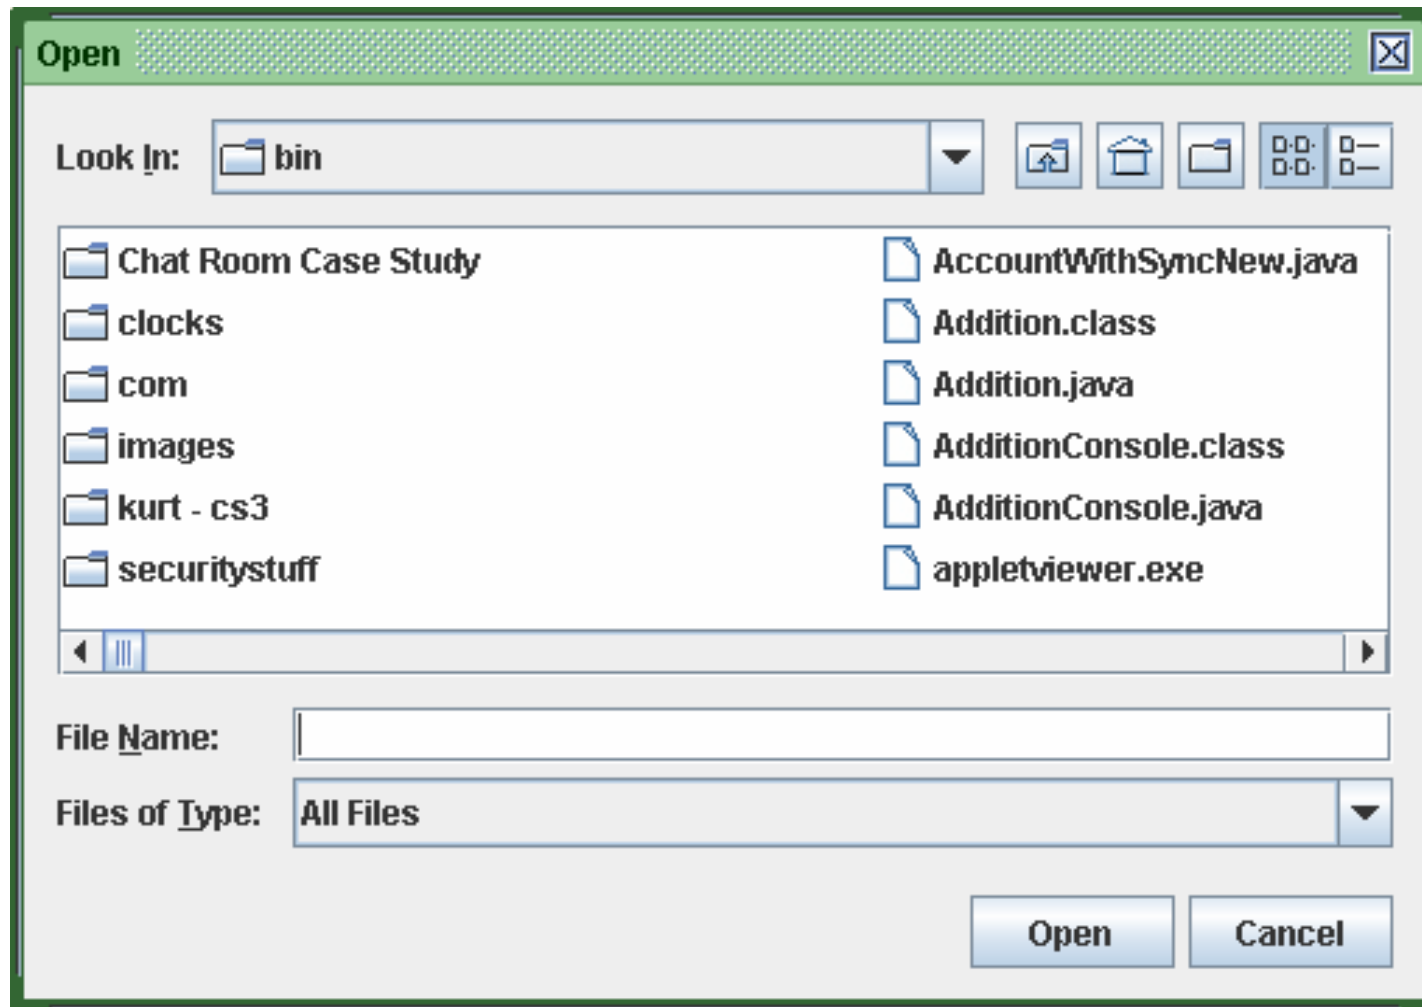 Open
Look In: bin
Chat Room Case Study
clocks
com
images
kurt - cs3
securitystuff
AccountWithSyncNew.java
Addition.class
Addition.java
AdditionConsole.class
AdditionConsole.java
appletviewer.exe
File Name:
Files of Type: All Files
Open Cancel